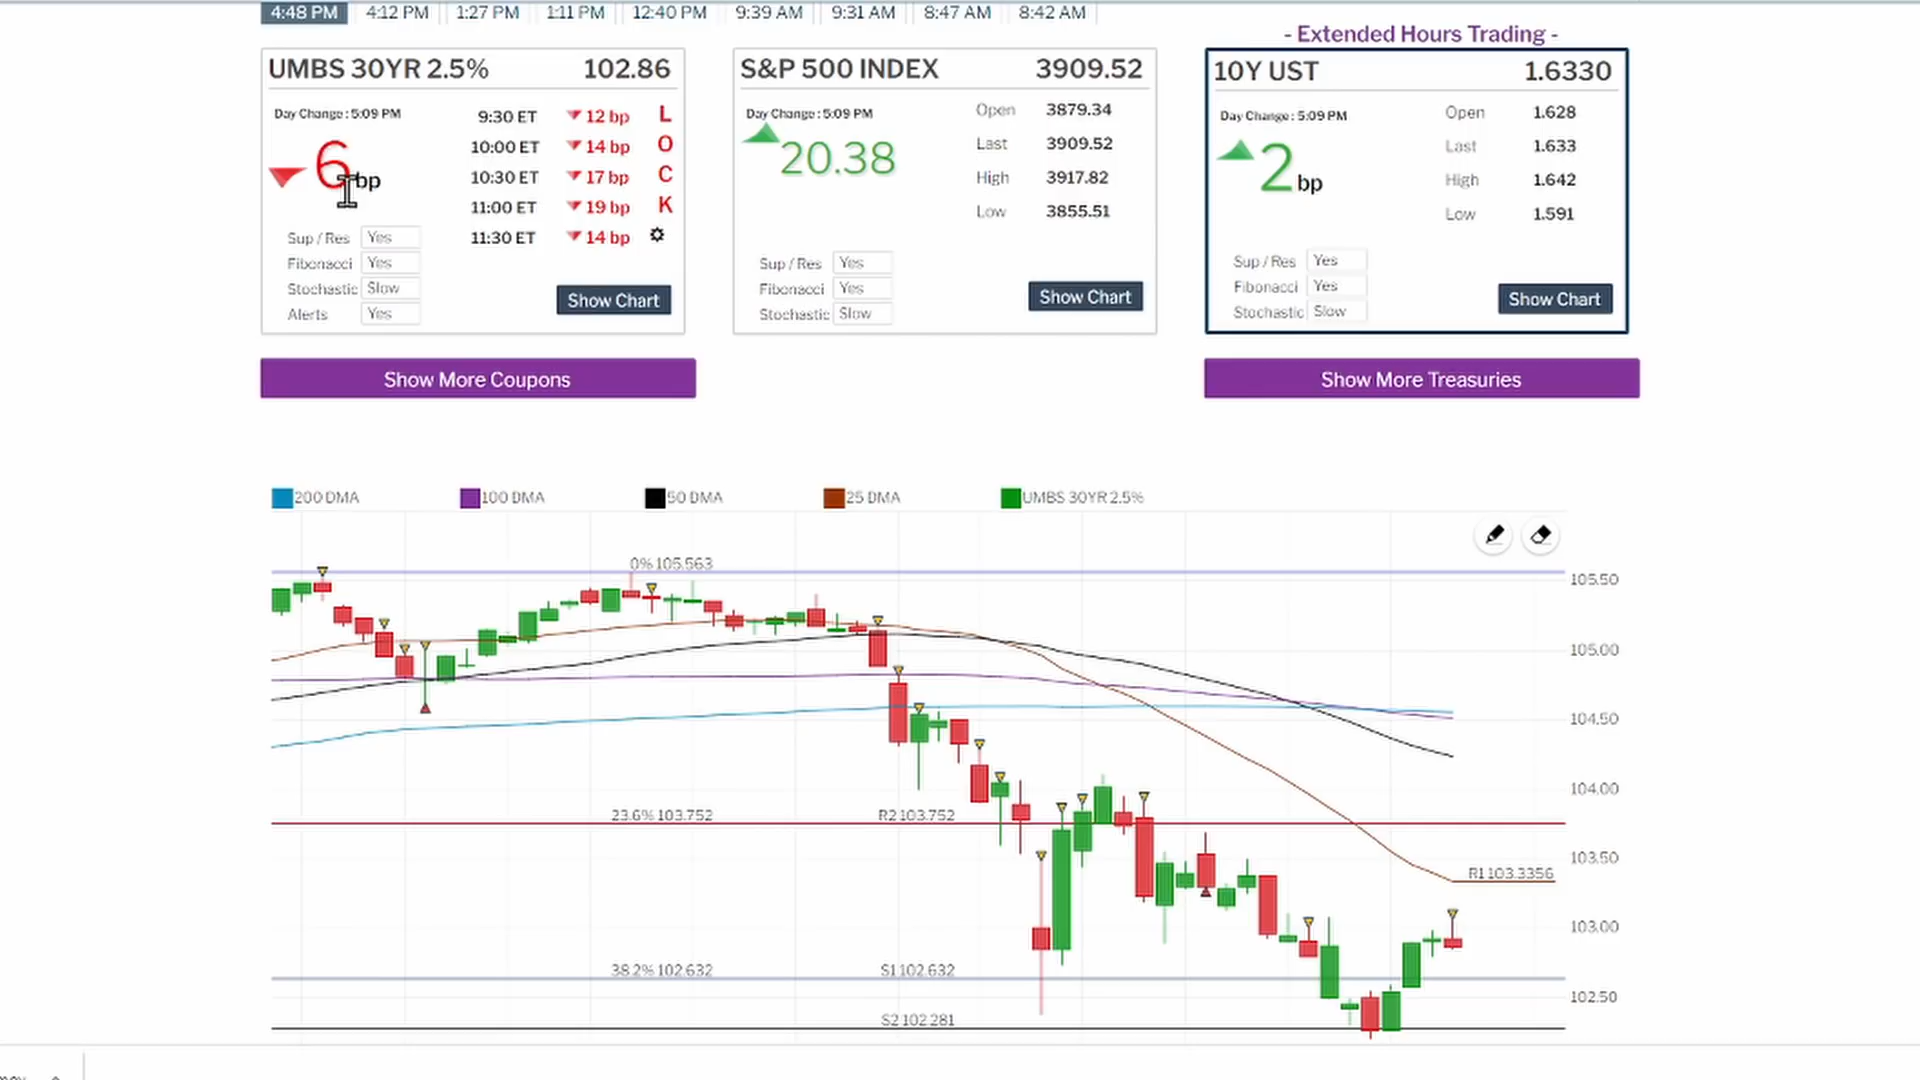 4:48 PM 4:12 PM 1:27 PM 1:11 PM 12:40 PM 9:39 AM 9:31 AM 8:47 AM 8:42 AM
- Extended Hours Trading -
UMBS 30YR 2.5% 102.86
Day Change : 5:09 PM
6 bp
9:30 ET 12 bp L
10:00 ET 14 bp O
10:30 ET 17 bp C
11:00 ET 19 bp K
11:30 ET 14 bp
Sup / Res Yes
Fibonacci Yes
Stochastic Slow
Alerts Yes
Show Chart
S&P 500 INDEX 3909.52
Day Change : 5:09 PM
20.38
Open 3879.34
Last 3909.52
High 3917.82
Low 3855.51
Sup / Res Yes
Fibonacci Yes
Stochastic Slow
Show Chart
10Y UST 1.6330
Day Change : 5:09 PM
2 bp
Open 1.628
Last 1.633
High 1.642
Low 1.591
Sup / Res Yes
Fibonacci Yes
Stochastic Slow
Show Chart
Show More Coupons
Show More Treasuries
200 DMA 100 DMA 50 DMA 25 DMA UMBS 30YR 2.5%
0% 105.563
105.50
105.00
104.50
104.00
23.6% 103.752 R2 103.752
103.50
R1 103.3356
103.00
38.2% 102.632 S1 102.632
102.50
S2 102.281